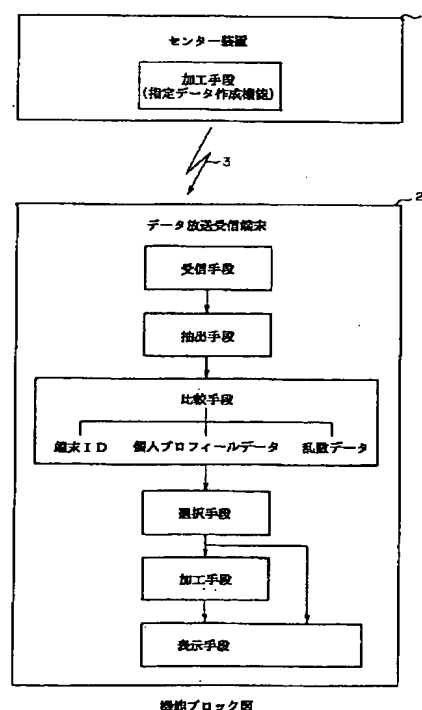 センター装置
加工手段
(指定データ作成機能)
3
2
データ放送受信端末
受信手段
抽出手段
比較手段
端末ID 個人プロフィールデータ 乱数データ
選択手段
加工手段
表示手段
機能ブロック図